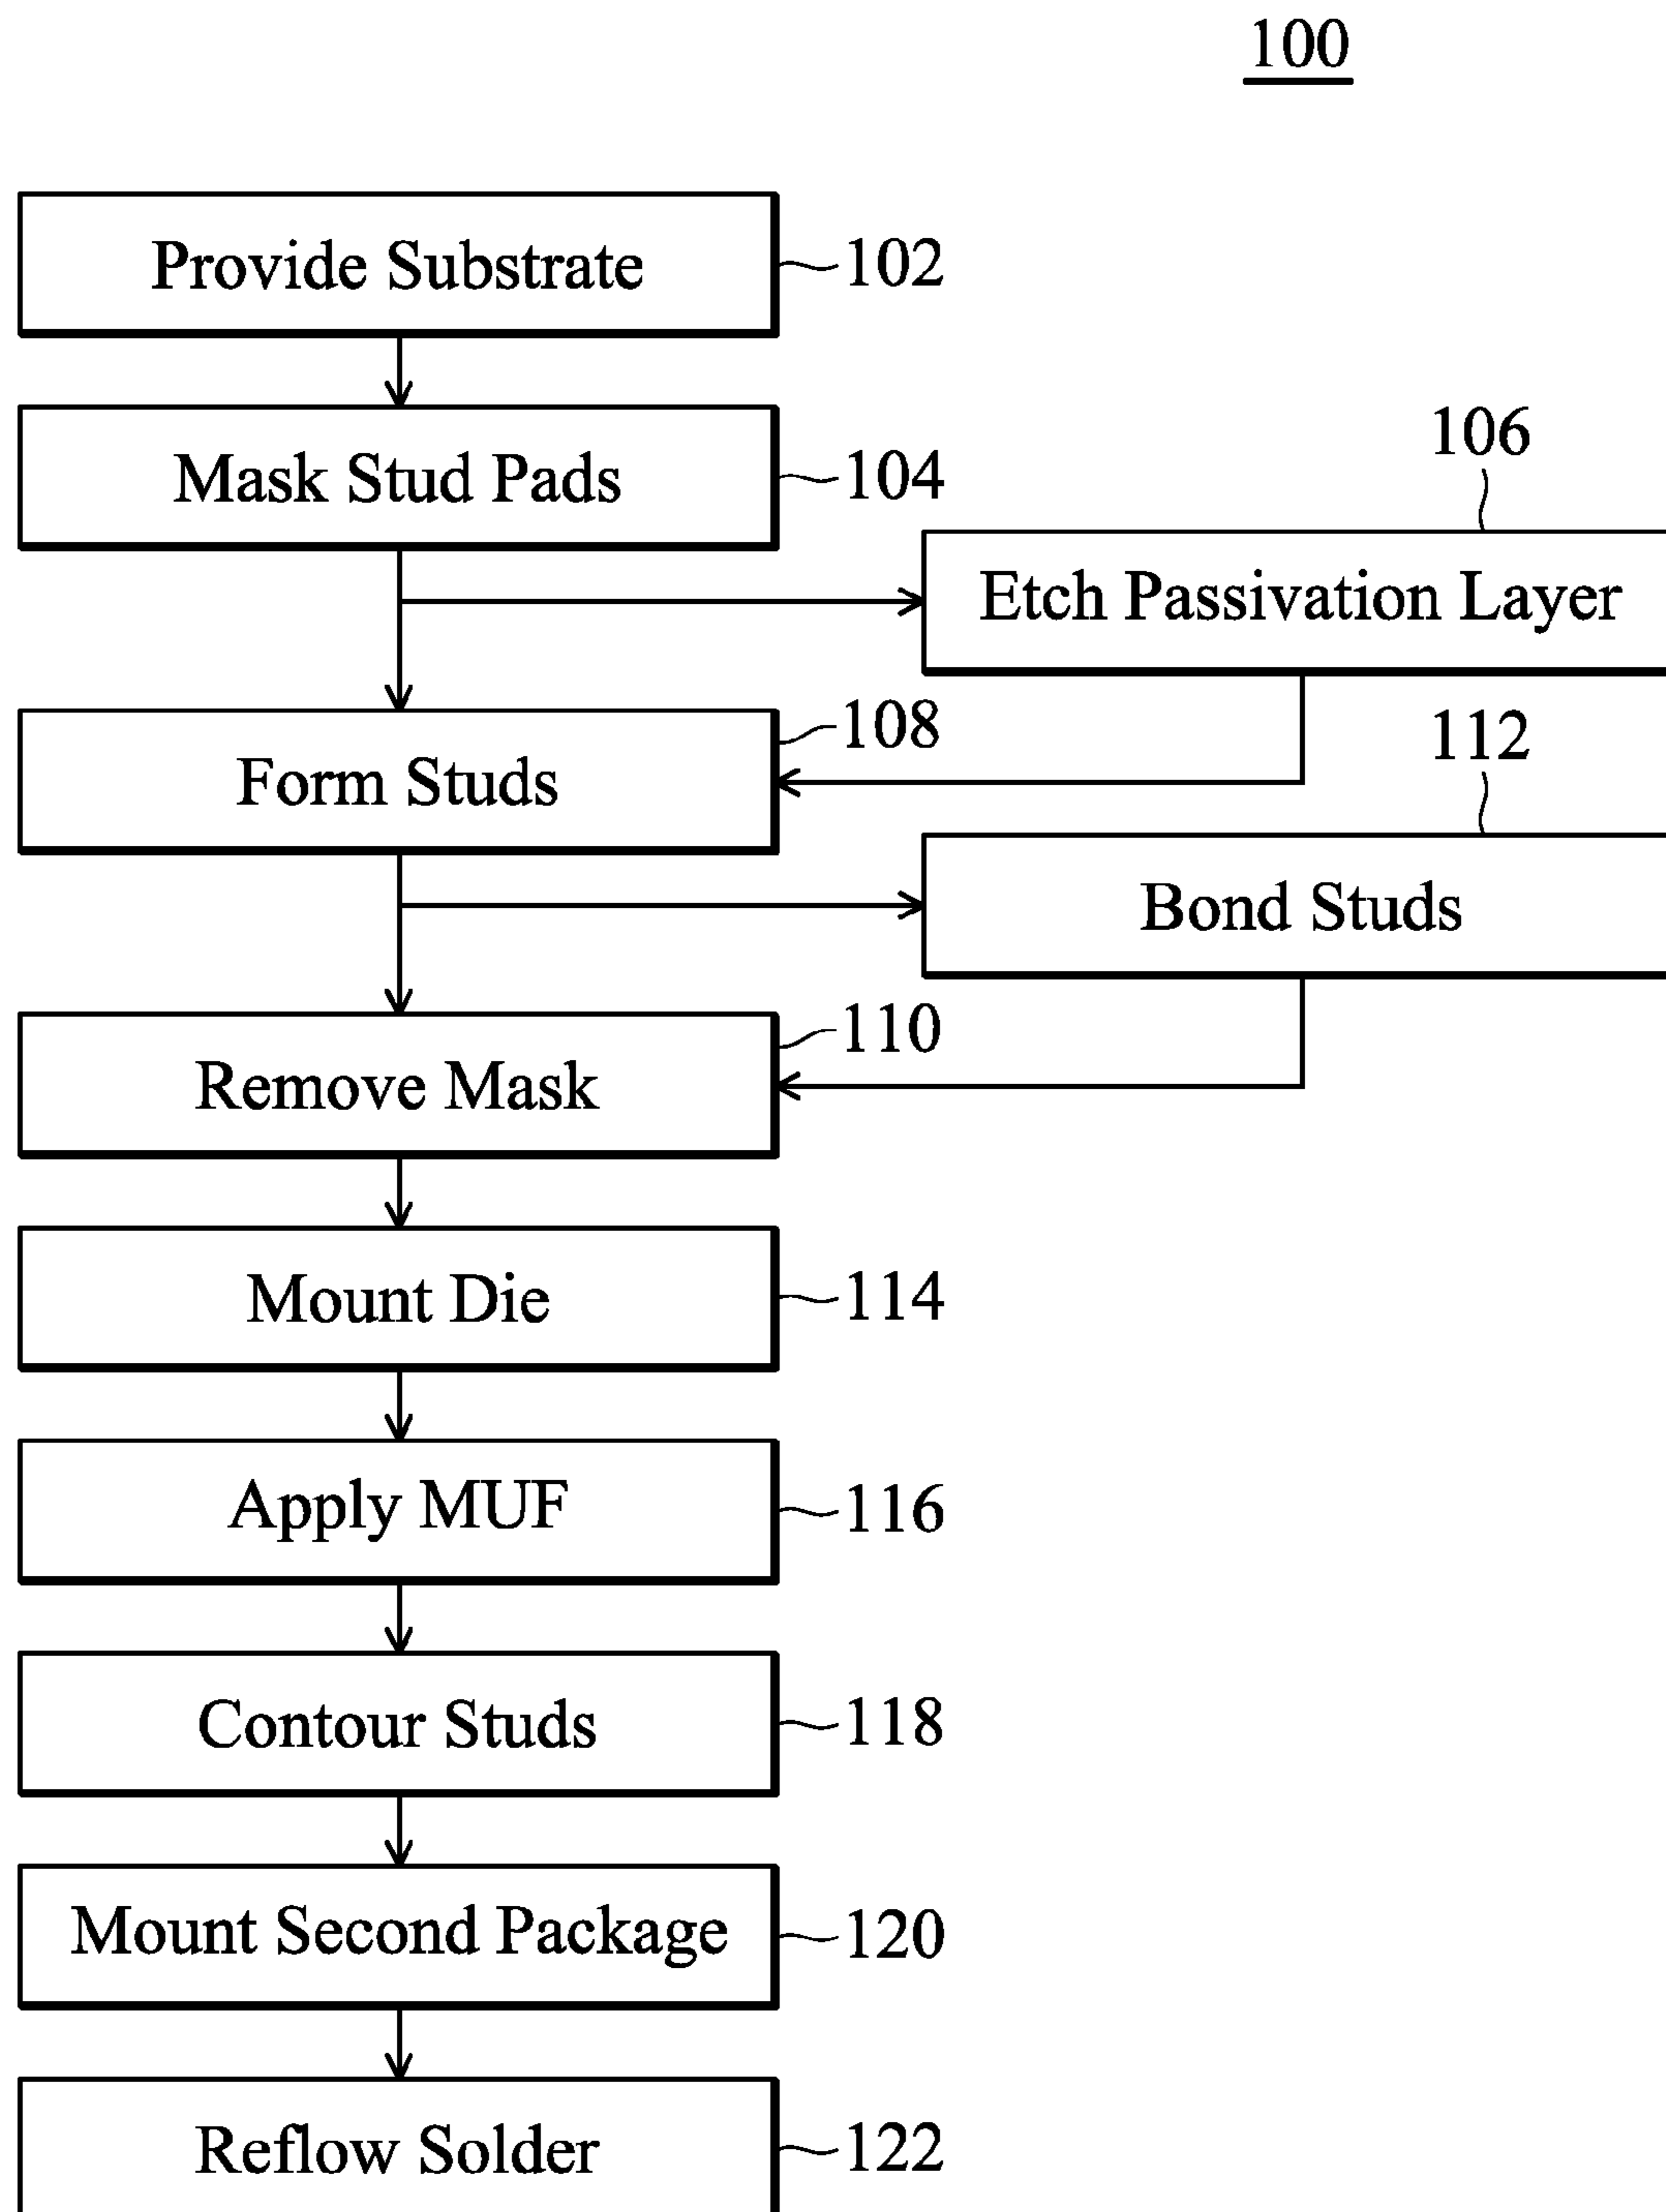 100
Provide Substrate
102
Mask Stud Pads
104
106
Etch Passivation Layer
Form Studs
108
112
Bond Studs
Remove Mask
110
Mount Die
114
Apply MUF
116
Contour Studs
118
Mount Second Package
120
Reflow Solder
122